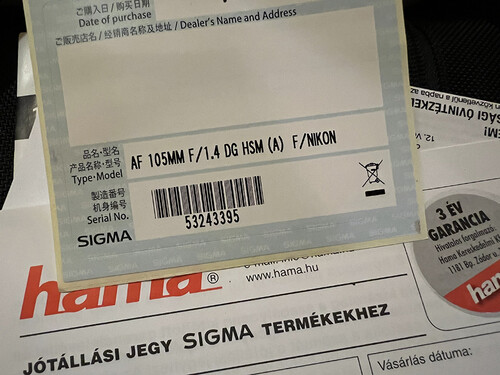 ご購入日 / 购买日期
Date of purchase
ご販売店名 / 经销商名称及地址 / Dealer's Name and Address
品名・型名
产品名称・型号
Type・Model
AF 105MM F/1.4 DG HSM (A) F/NIKON
製造番号
机身编号
Serial No.
53243395
SIGMA
hama®
www.hama.hu
JÓTÁLLÁSI JEGY SIGMA TERMÉKEKHEZ
Vásárlás dátuma:
3 ÉV
GARANCIA
Hivatalos forgalmazó:
Hama Kereskedelmi
1181 Bp., Zádor u.